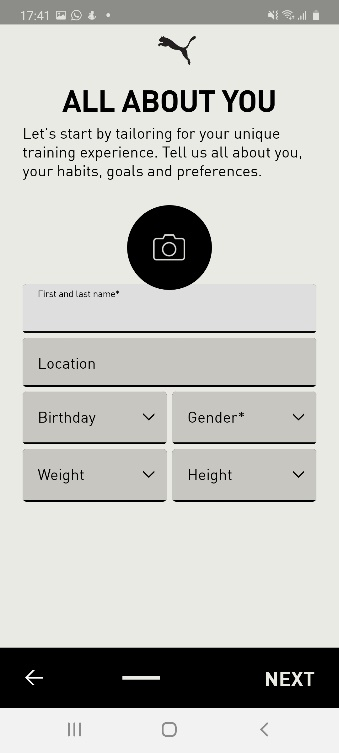 17:41
ALL ABOUT YOU
Let's start by tailoring for your unique
training experience. Tell us all about you,
your habits, goals and preferences.
First and last name*
Location
Birthday
Gender*
Weight
Height
NEXT